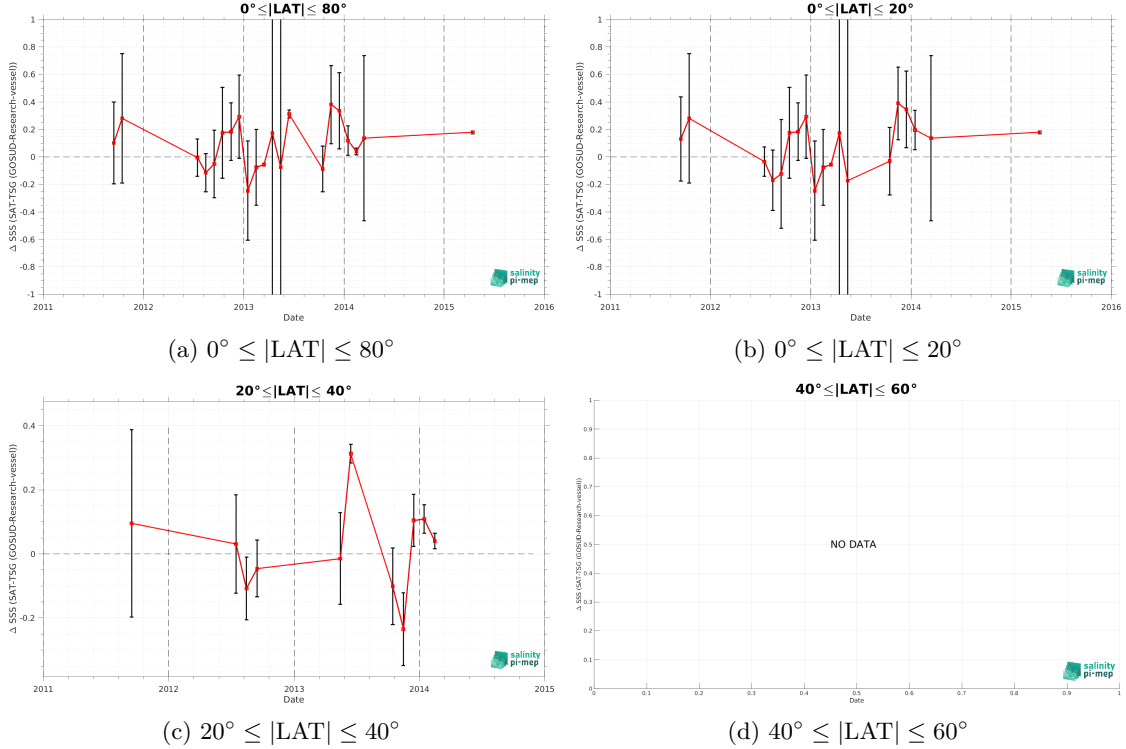 0°≤|LAT|≤ 80°
Δ SSS (SAT-TSG (GOSUD-Research-vessel))
1
0.8
0.6
0.4
0.2
0
-0.2
-0.4
-0.6
-0.8
-1
2011 2012 2013 2014 2015 2016
Date
salinity
pi-mep
(a) 0° ≤ |LAT| ≤ 80°
0°≤|LAT|≤ 20°
Δ SSS (SAT-TSG (GOSUD-Research-vessel))
1
0.8
0.6
0.4
0.2
0
-0.2
-0.4
-0.6
-0.8
-1
2011 2012 2013 2014 2015 2016
Date
salinity
pi-mep
(b) 0° ≤ |LAT| ≤ 20°
20°≤|LAT|≤ 40°
Δ SSS (SAT-TSG (GOSUD-Research-vessel))
0.4
0.2
0
-0.2
2011 2012 2013 2014 2015
Date
salinity
pi-mep
(c) 20° ≤ |LAT| ≤ 40°
40°≤|LAT|≤ 60°
Δ SSS (SAT-TSG (GOSUD-Research-vessel))
1
0.9
0.8
0.7
0.6
0.5
0.4
0.3
0.2
0.1
0
NO DATA
0 0.1 0.2 0.3 0.4 0.5 0.6 0.7 0.8 0.9 1
Date
salinity
pi-mep
(d) 40° ≤ |LAT| ≤ 60°